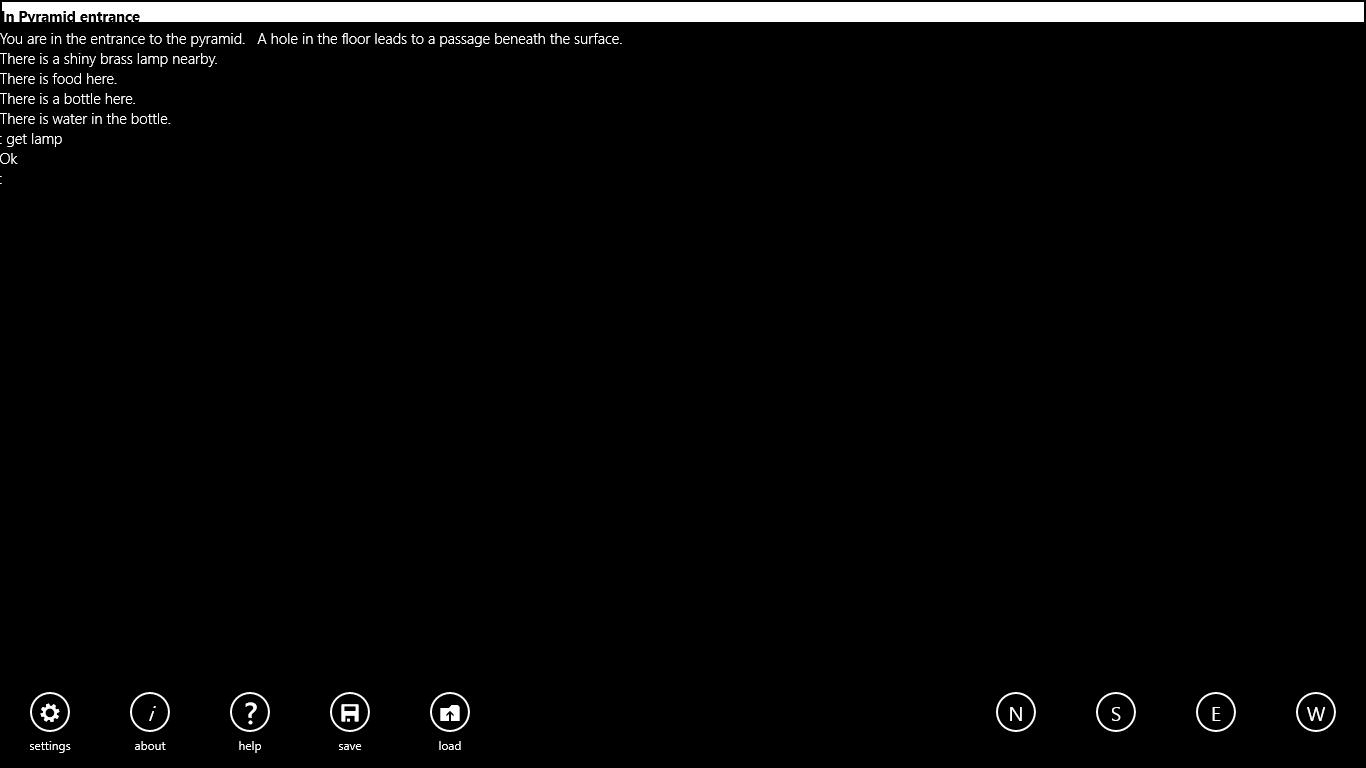 In Pyramid entrance
You are in the entrance to the pyramid.   A hole in the floor leads to a passage beneath the surface.
There is a shiny brass lamp nearby.
There is food here.
There is a bottle here.
There is water in the bottle.
: get lamp
Ok
:
i ? N S E W
settings about help save load